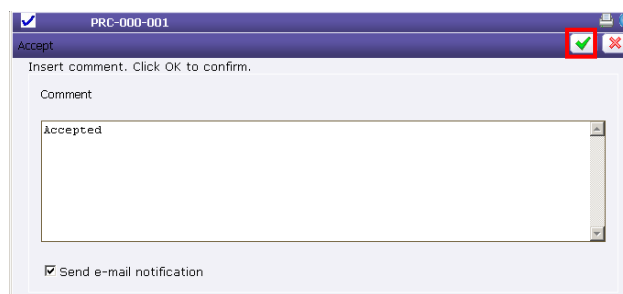 PRC-000-001
Accept
Insert comment. Click OK to confirm.
Comment
Accepted
Send e-mail notification